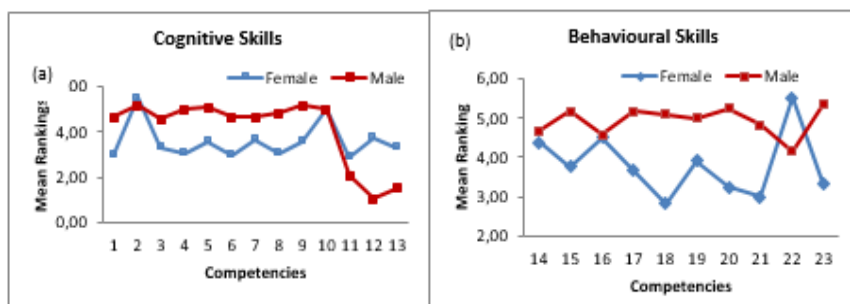 Cognitive Skills
(a)
Female Male
00
4,00
2,00
0,00
Mean Rankings
1 2 3 4 5 6 7 8 9 10 11 12 13
Competencies
(b)
Behavioural Skills
Female Male
6,00
5,00
4,00
3,00
2,00
Mean Ranking
14 15 16 17 18 19 20 21 22 23
Competencies